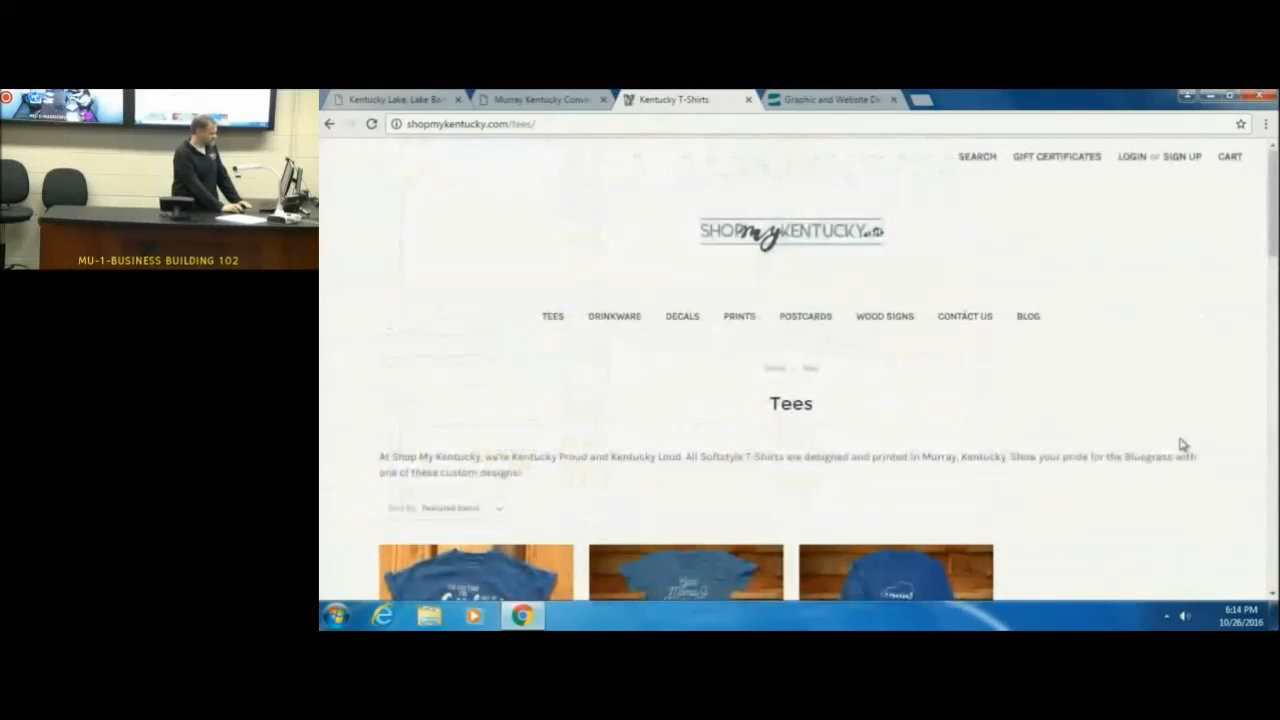 Kentucky Lake, Lake Bar
Murray Kentucky Conve
Kentucky T-Shirts
Graphic and Website De
shopmykentucky.com/tees/
SEARCH GIFT CERTIFICATES LOGIN or SIGN UP CART
SHOP my KENTUCKY
TEES DRINKWARE DECALS PRINTS POSTCARDS WOOD SIGNS CONTACT US BLOG
Home Tees
Tees
At Shop My Kentucky, we're Kentucky Proud and Kentucky Loud. All Softstyle T-Shirts are designed and printed in Murray, Kentucky. Show your pride for the Bluegrass with
one of these custom designs!
Sort By: Featured Items
MU-1-BUSINESS BUILDING 102
6:14 PM
10/26/2016